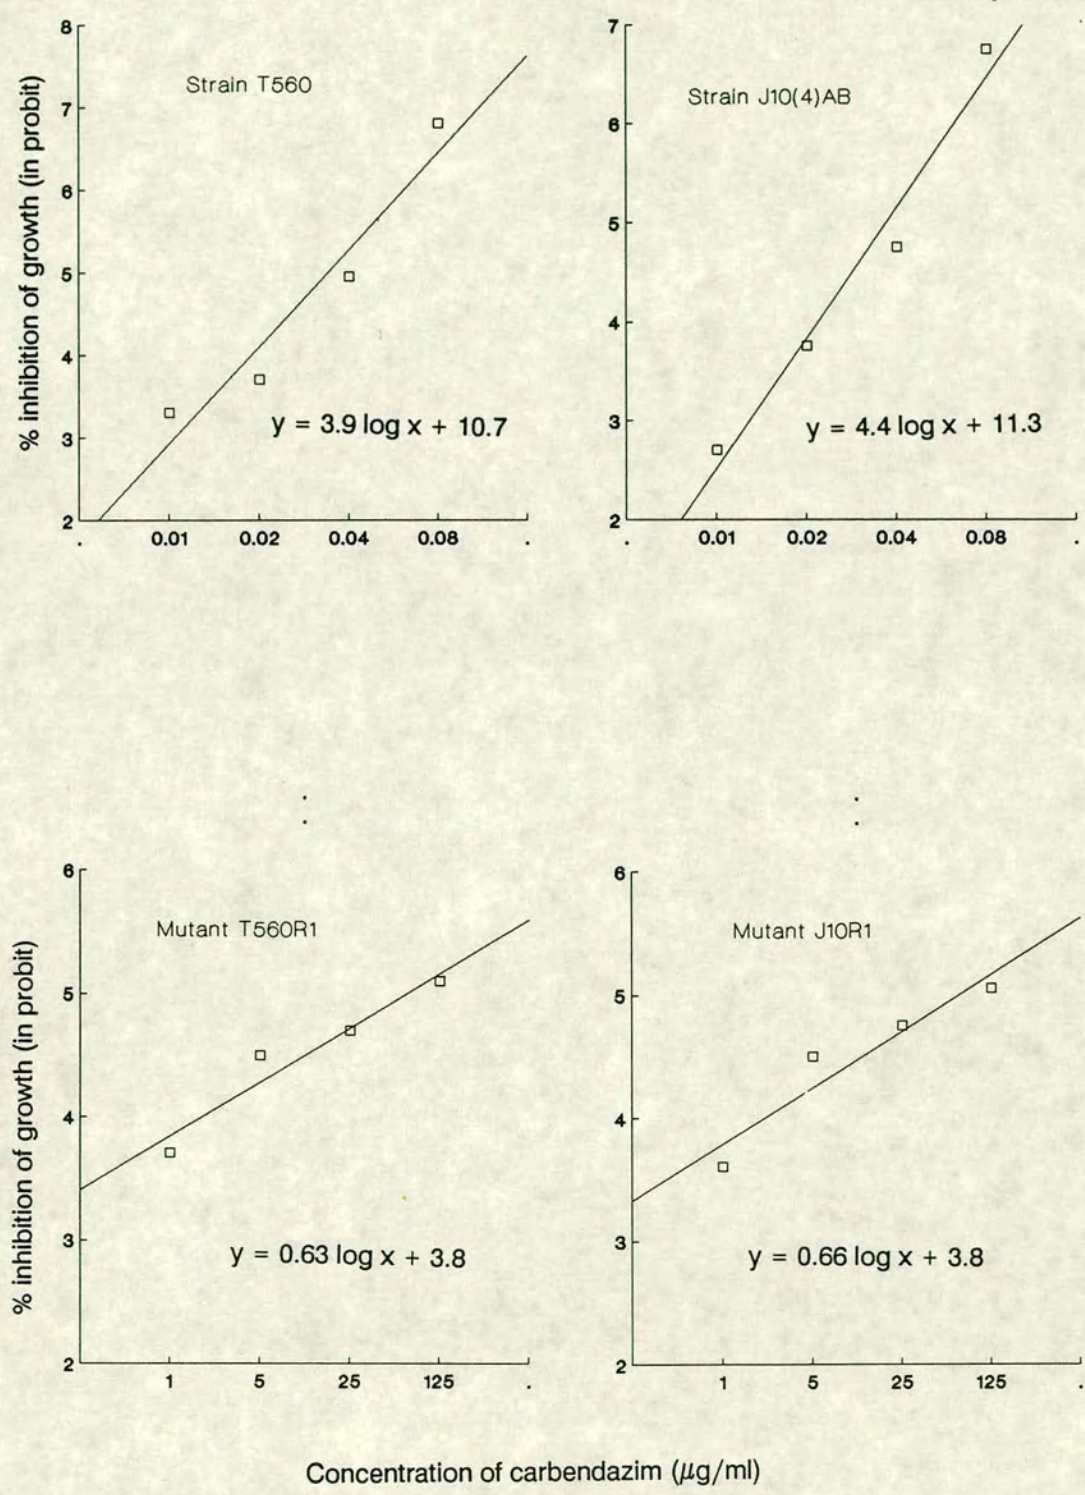 8
7
6
5
4
3
2
% inhibition of growth (in probit)
Strain T560
y = 3.9 log x + 10.7
. 0.01 0.02 0.04 0.08 .
7
6
5
4
3
2
Strain J10(4)AB
y = 4.4 log x + 11.3
. 0.01 0.02 0.04 0.08 .
6
5
4
3
2
% inhibition of growth (in probit)
Mutant T560R1
y = 0.63 log x + 3.8
1 5 25 125 .
6
5
4
3
2
Mutant J10R1
y = 0.66 log x + 3.8
1 5 25 125 .
Concentration of carbendazim (μg/ml)